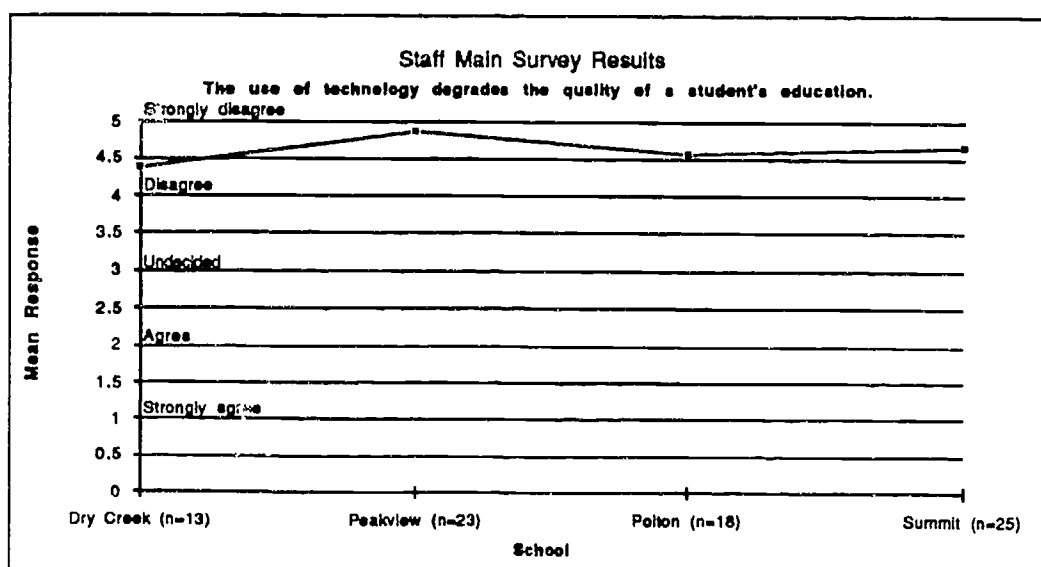 Staff Main Survey Results
The use of technology degrades the quality of a student's education.
Strongly disagree
5
4.5
Disagree
4
3.5
Undecided
3
2.5
Agree
2
1.5
Strongly agree
1
0.5
0
Mean Response
Dry Creek (n=13) Peakview (n=23) Polton (n=18) Summit (n=25)
School